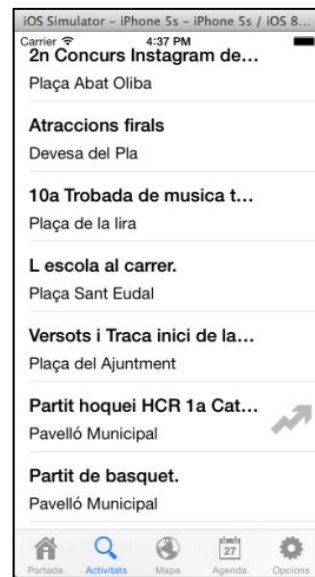 iOS Simulator – iPhone 5s – iPhone 5s / iOS 8...
Carrier 4:37 PM
2n Concurs Instagram de...
Plaça Abat Oliba
Atraccions firals
Devesa del Pla
10a Trobada de musica t...
Plaça de la lira
L escola al carrer.
Plaça Sant Eudal
Versots i Traca inici de la...
Plaça del Ajuntment
Partit hoquei HCR 1a Cat...
Pavelló Municipal
Partit de basquet.
Pavelló Municipal
27
Portada Activitats Mapa Agenda Opcions